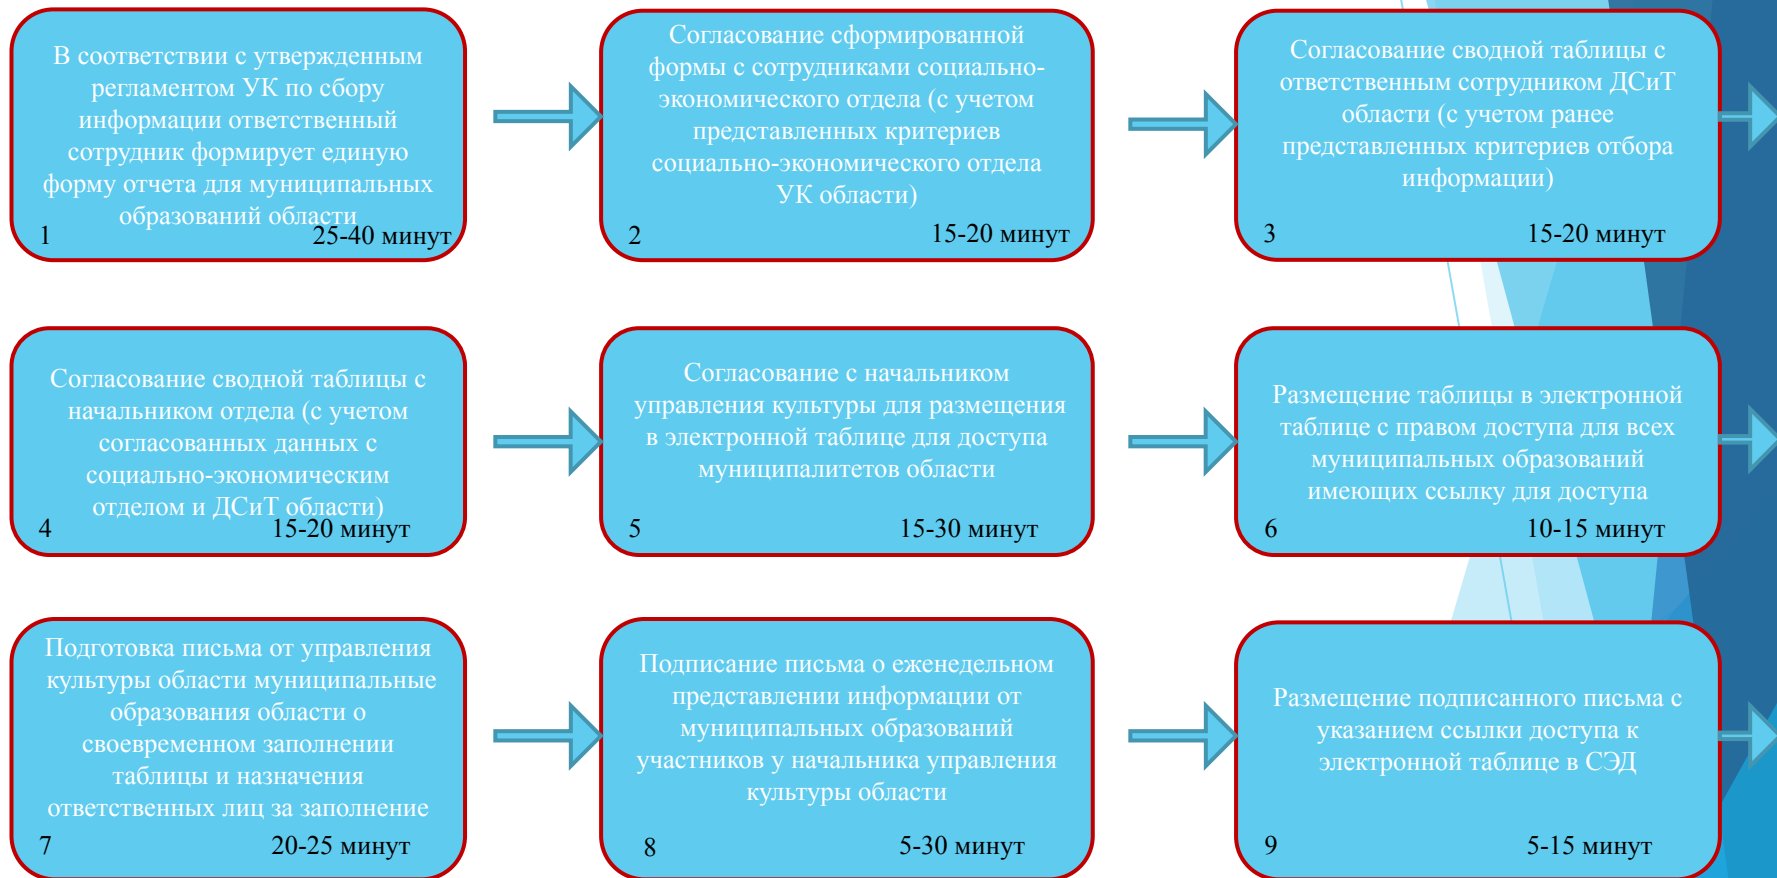 В соответствии с утвержденным
регламентом УК по сбору
информации ответственный
сотрудник формирует единую
форму отчета для муниципальных
образований области
1
25-40 минут
Согласование сформированной
формы с сотрудниками социально-
экономического отдела (с учетом
представленных критериев
социально-экономического отдела
УК области)
2
15-20 минут
Согласование сводной таблицы с
ответственным сотрудником ДСиТ
области (с учетом ранее
представленных критериев отбора
информации)
3
15-20 минут
Согласование сводной таблицы с
начальником отдела (с учетом
согласованных данных с
социально-экономическим
отделом и ДСиТ области)
4
15-20 минут
Согласование с начальником
управления культуры для размещения
в электронной таблице для доступа
муниципалитетов области
5
15-30 минут
Размещение таблицы в электронной
таблице с правом доступа для всех
муниципальных образований
имеющих ссылку для доступа
6
10-15 минут
Подготовка письма от управления
культуры области муниципальные
образования области о
своевременном заполнении
таблицы и назначения
ответственных лиц за заполнение
7
20-25 минут
Подписание письма о еженедельном
представлении информации от
муниципальных образований
участников у начальника управления
культуры области
8
5-30 минут
Размещение подписанного письма с
указанием ссылки доступа к
электронной таблице в СЭД
9
5-15 минут